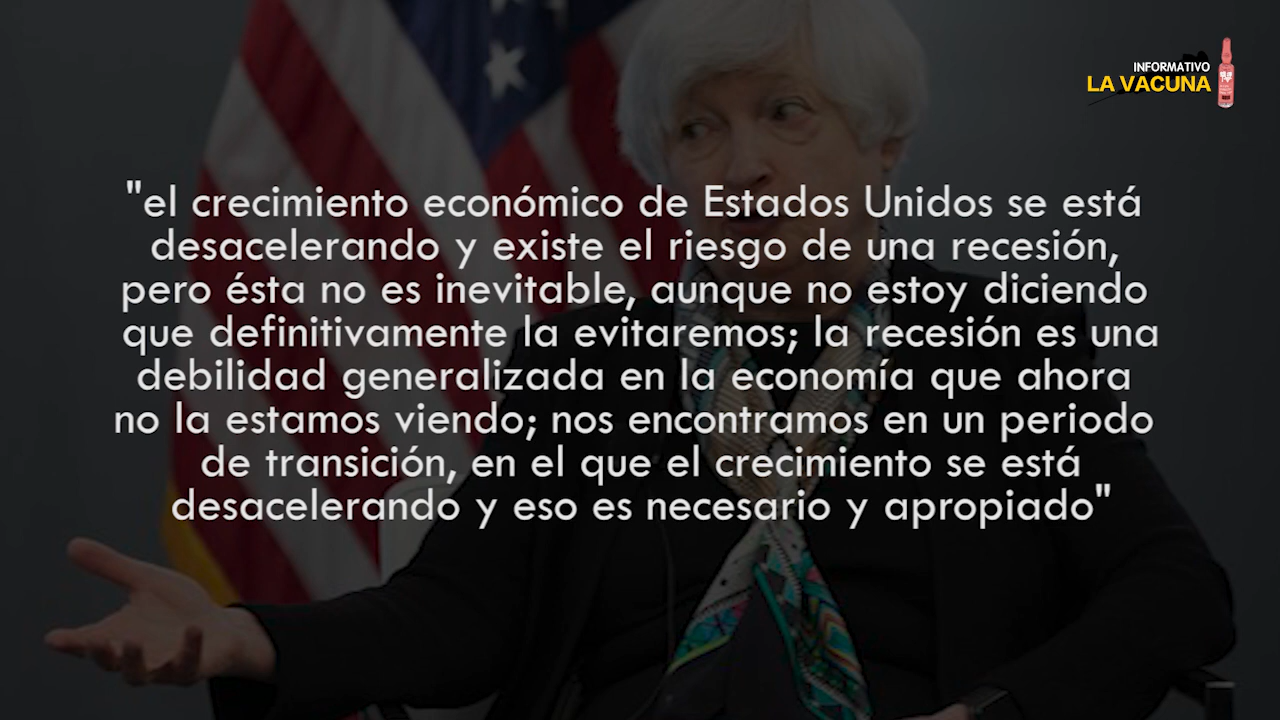 INFORMATIVO
LA VACUNA
"el crecimiento económico de Estados Unidos se está
desacelerando y existe el riesgo de una recesión,
pero ésta no es inevitable, aunque no estoy diciendo
que definitivamente la evitaremos; la recesión es una
debilidad generalizada en la economía que ahora
no la estamos viendo; nos encontramos en un periodo
de transición, en el que el crecimiento se está
desacelerando y eso es necesario y apropiado"